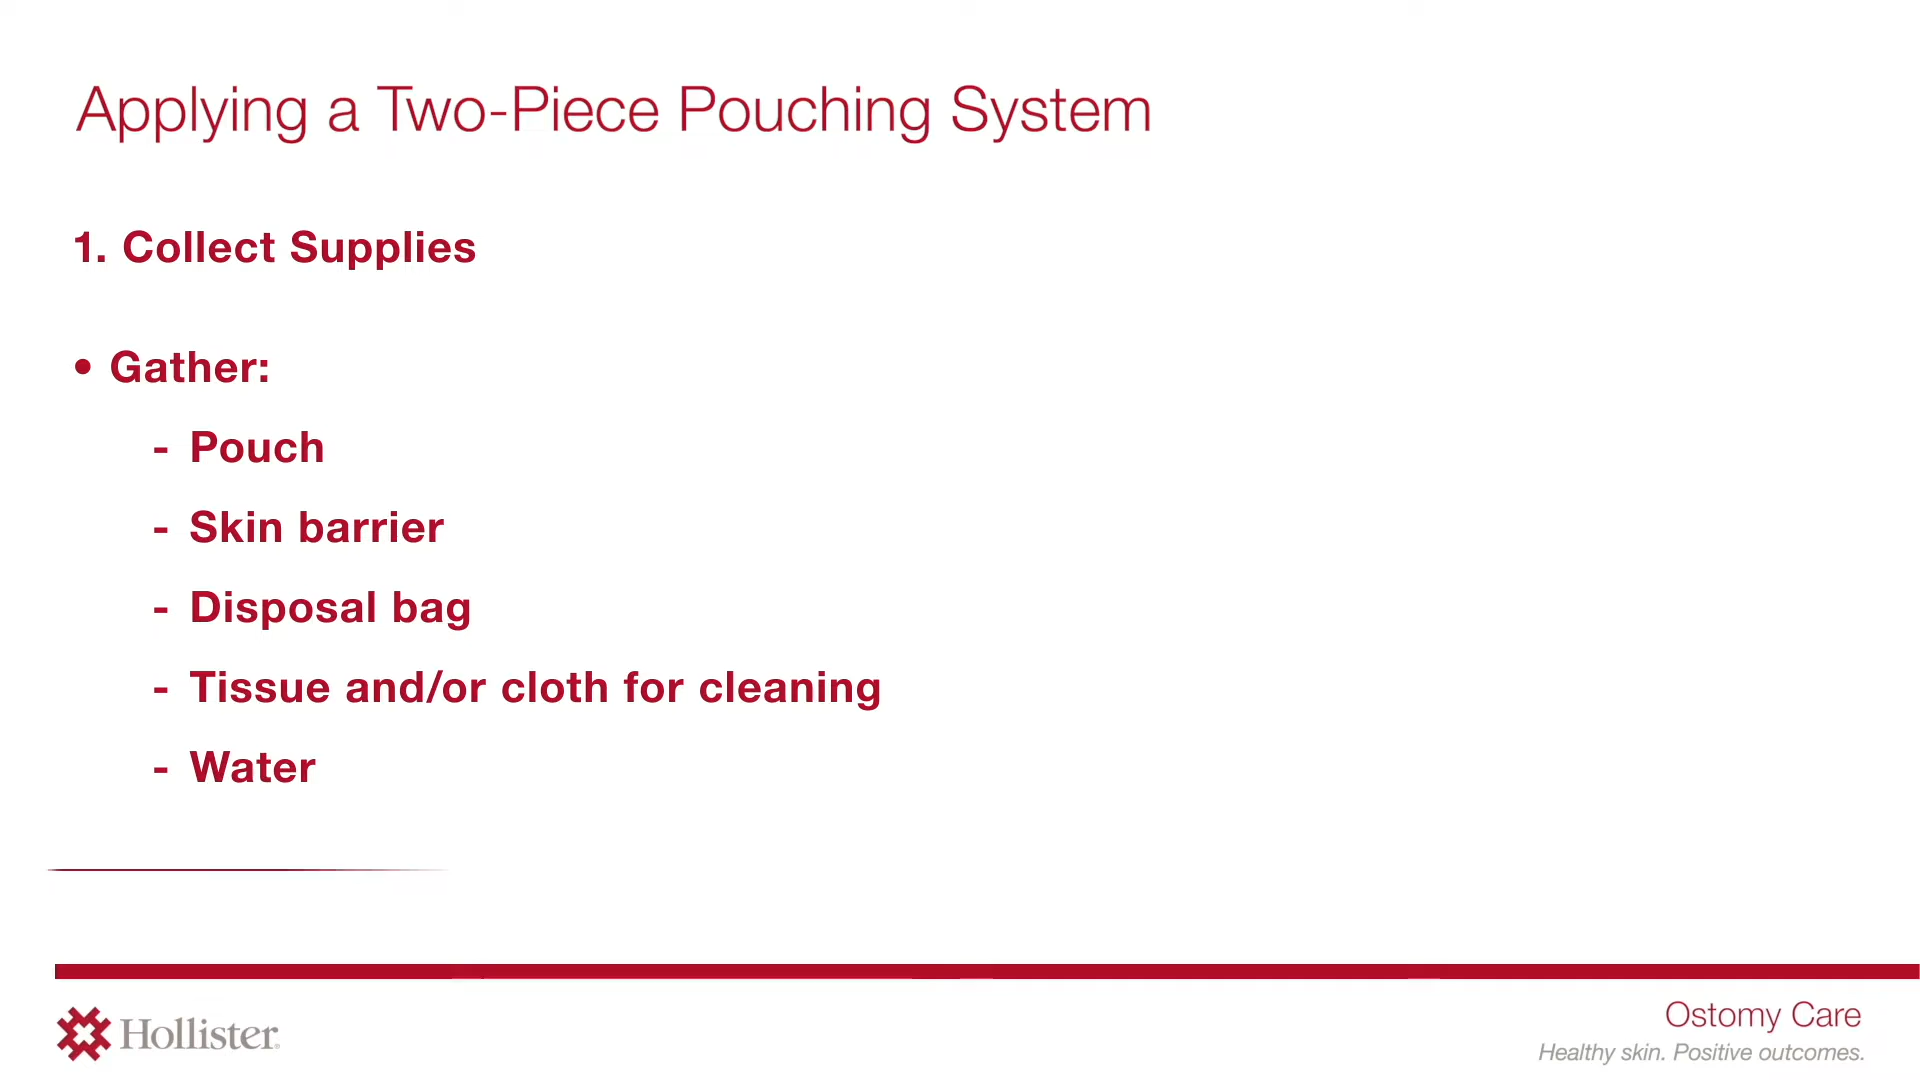 Applying a Two-Piece Pouching System
1. Collect Supplies
• Gather:
- Pouch
- Skin barrier
- Disposal bag
- Tissue and/or cloth for cleaning
- Water
Hollister
Ostomy Care
Healthy skin. Positive outcomes.